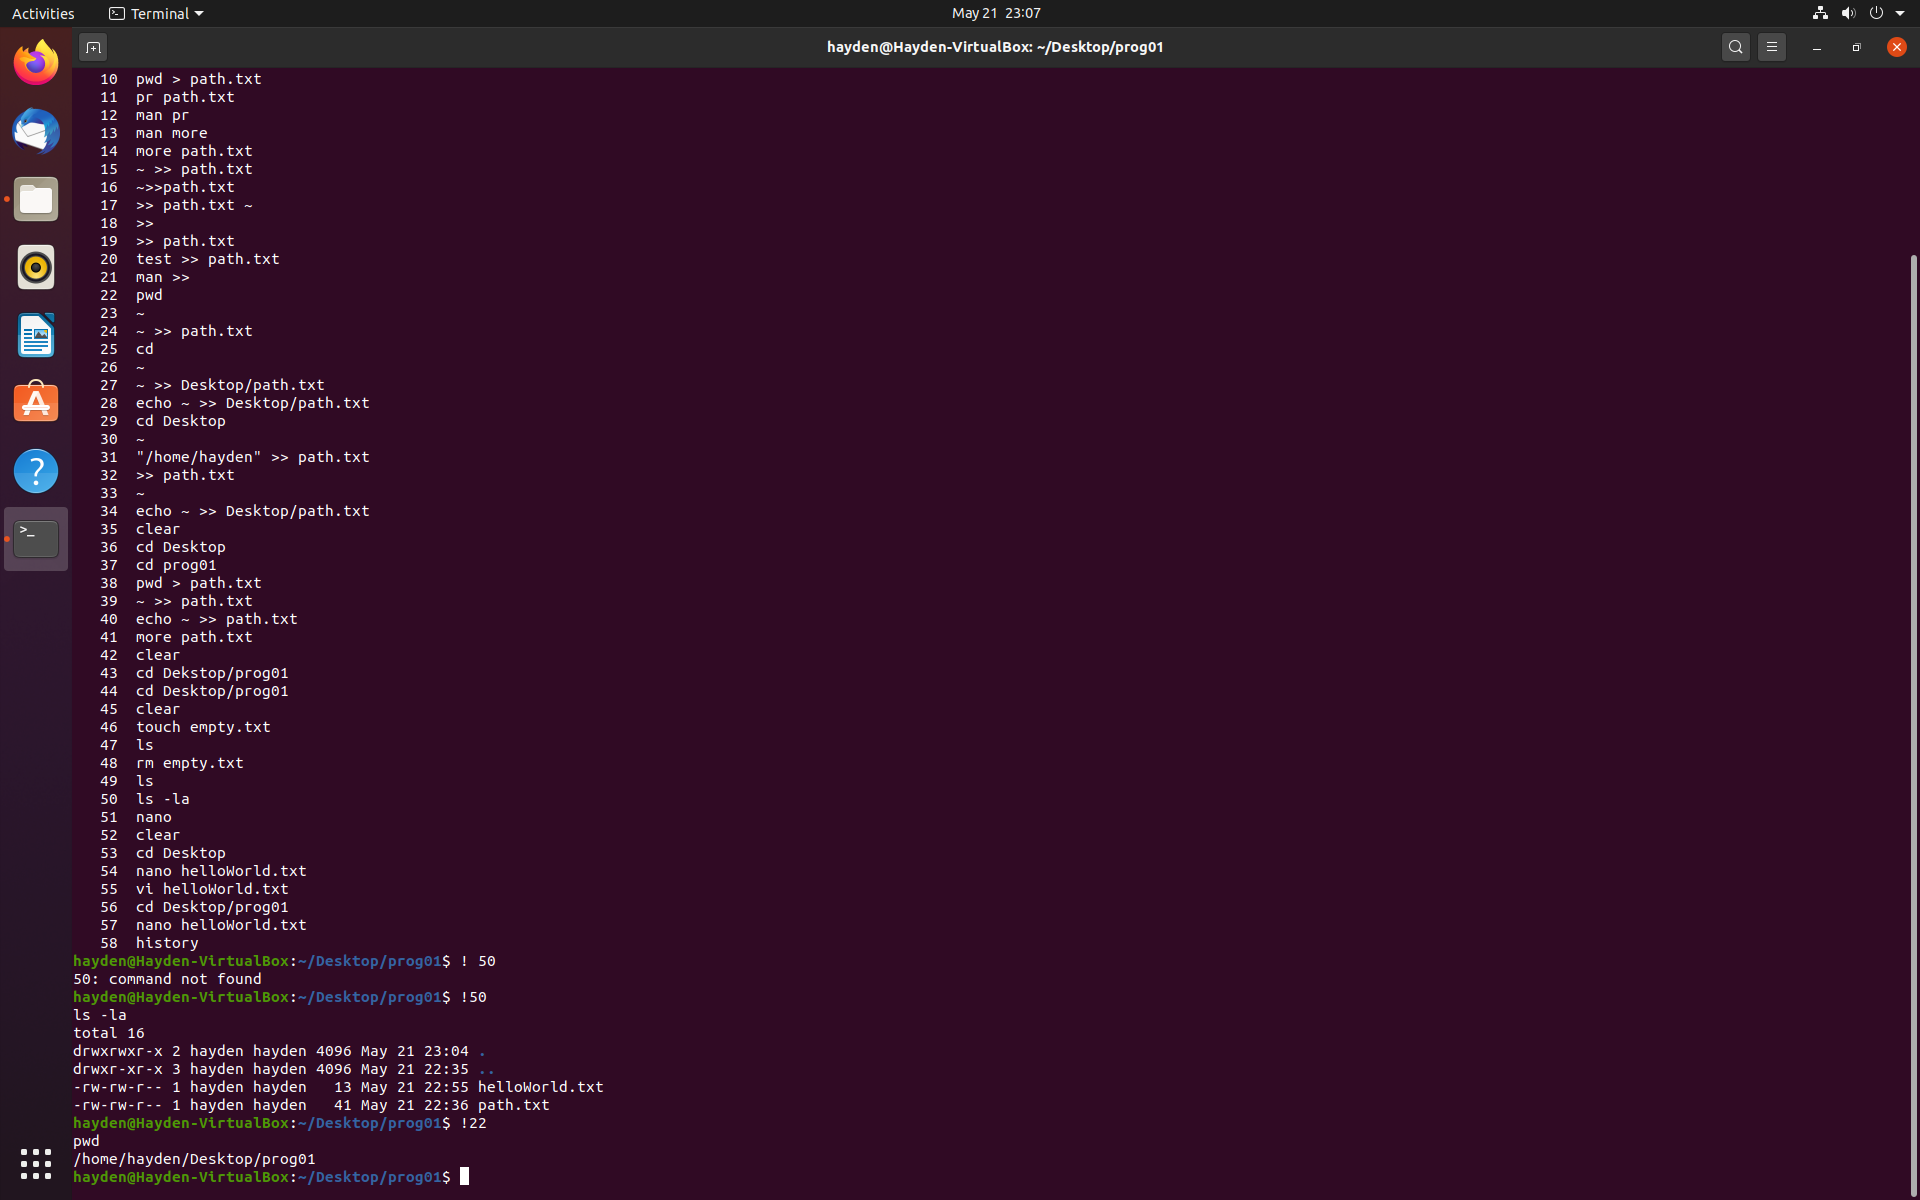 Activities
Terminal
May 21 23:07
hayden@Hayden-VirtualBox: ~/Desktop/prog01
10 pwd > path.txt
11 pr path.txt
12 man pr
13 man more
14 more path.txt
15 ~ >> path.txt
16 ~>>path.txt
17 >> path.txt ~
18 >>
19 >> path.txt
20 test >> path.txt
21 man >>
22 pwd
23 ~
24 ~ >> path.txt
25 cd
26 ~
27 ~ >> Desktop/path.txt
28 echo ~ >> Desktop/path.txt
29 cd Desktop
30 ~
31 "/home/hayden" >> path.txt
32 >> path.txt
33 ~
34 echo ~ >> Desktop/path.txt
35 clear
36 cd Desktop
37 cd prog01
38 pwd > path.txt
39 ~ >> path.txt
40 echo ~ >> path.txt
41 more path.txt
42 clear
43 cd Dekstop/prog01
44 cd Desktop/prog01
45 clear
46 touch empty.txt
47 ls
48 rm empty.txt
49 ls
50 ls -la
51 nano
52 clear
53 cd Desktop
54 nano helloWorld.txt
55 vi helloWorld.txt
56 cd Desktop/prog01
57 nano helloWorld.txt
58 history
hayden@Hayden-VirtualBox:~/Desktop/prog01$ ! 50
50: command not found
hayden@Hayden-VirtualBox:~/Desktop/prog01$ !50
ls -la
total 16
drwxrwxr-x 2 hayden hayden 4096 May 21 23:04 .
drwxr-xr-x 3 hayden hayden 4096 May 21 22:35 ..
-rw-rw-r-- 1 hayden hayden 13 May 21 22:55 helloWorld.txt
-rw-rw-r-- 1 hayden hayden 41 May 21 22:36 path.txt
hayden@Hayden-VirtualBox:~/Desktop/prog01$ !22
pwd
/home/hayden/Desktop/prog01
hayden@Hayden-VirtualBox:~/Desktop/prog01$